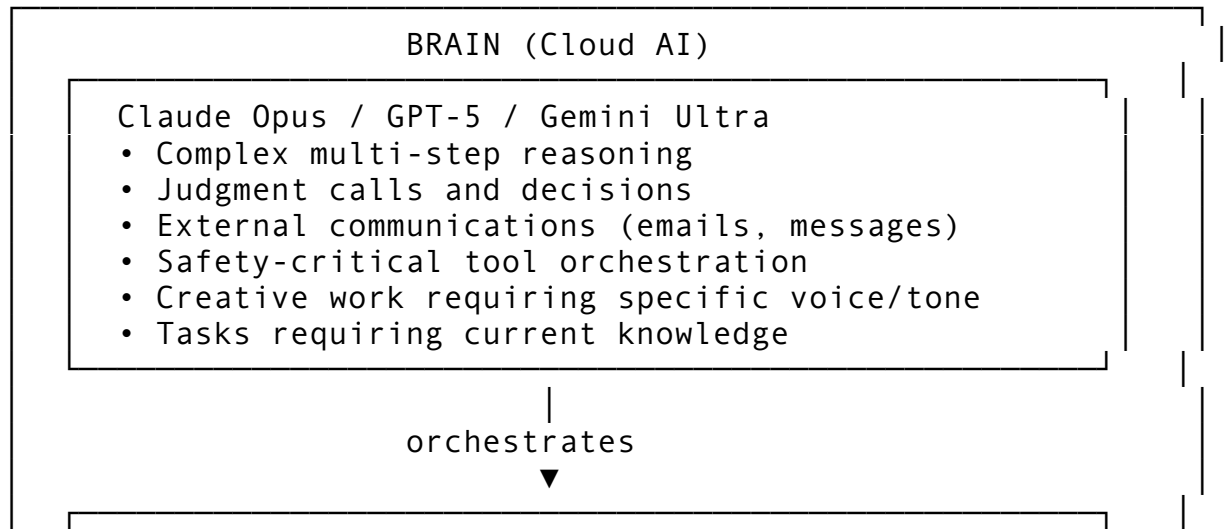 BRAIN (Cloud AI)
Claude Opus / GPT-5 / Gemini Ultra
• Complex multi-step reasoning
• Judgment calls and decisions
• External communications (emails, messages)
• Safety-critical tool orchestration
• Creative work requiring specific voice/tone
• Tasks requiring current knowledge
orchestrates
▼